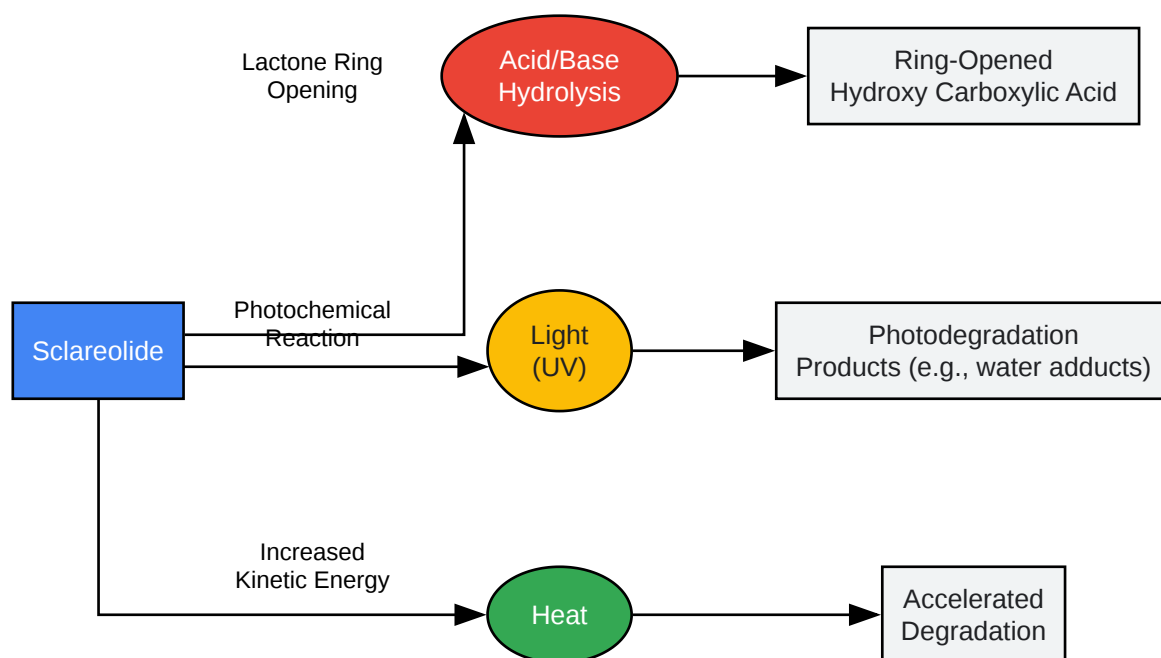 Lactone Ring
Opening
Acid/Base
Hydrolysis
Ring-Opened
Hydroxy Carboxylic Acid
Sclareolide
Photochemical
Reaction
Light
(UV)
Photodegradation
Products (e.g., water adducts)
Increased
Kinetic Energy
Heat
Accelerated
Degradation